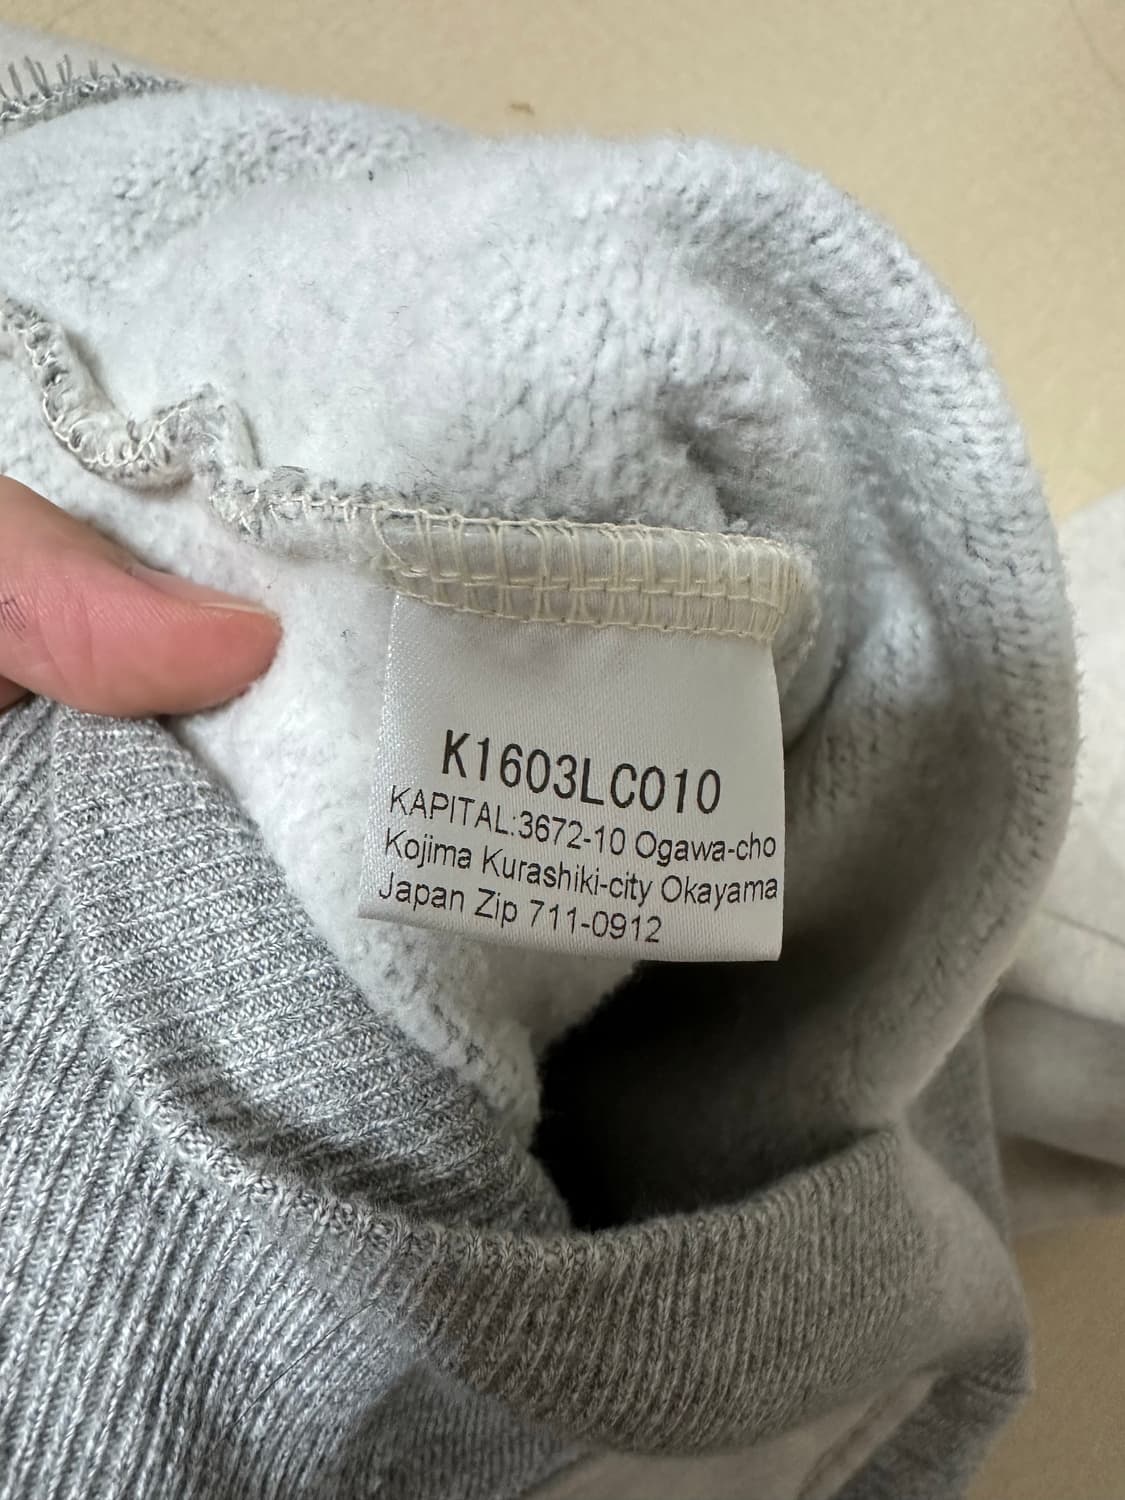 K1603LC010
KAPITAL:3672-10 Ogawa-cho
Kojima Kurashiki-city Okayama
Japan Zip 711-0912